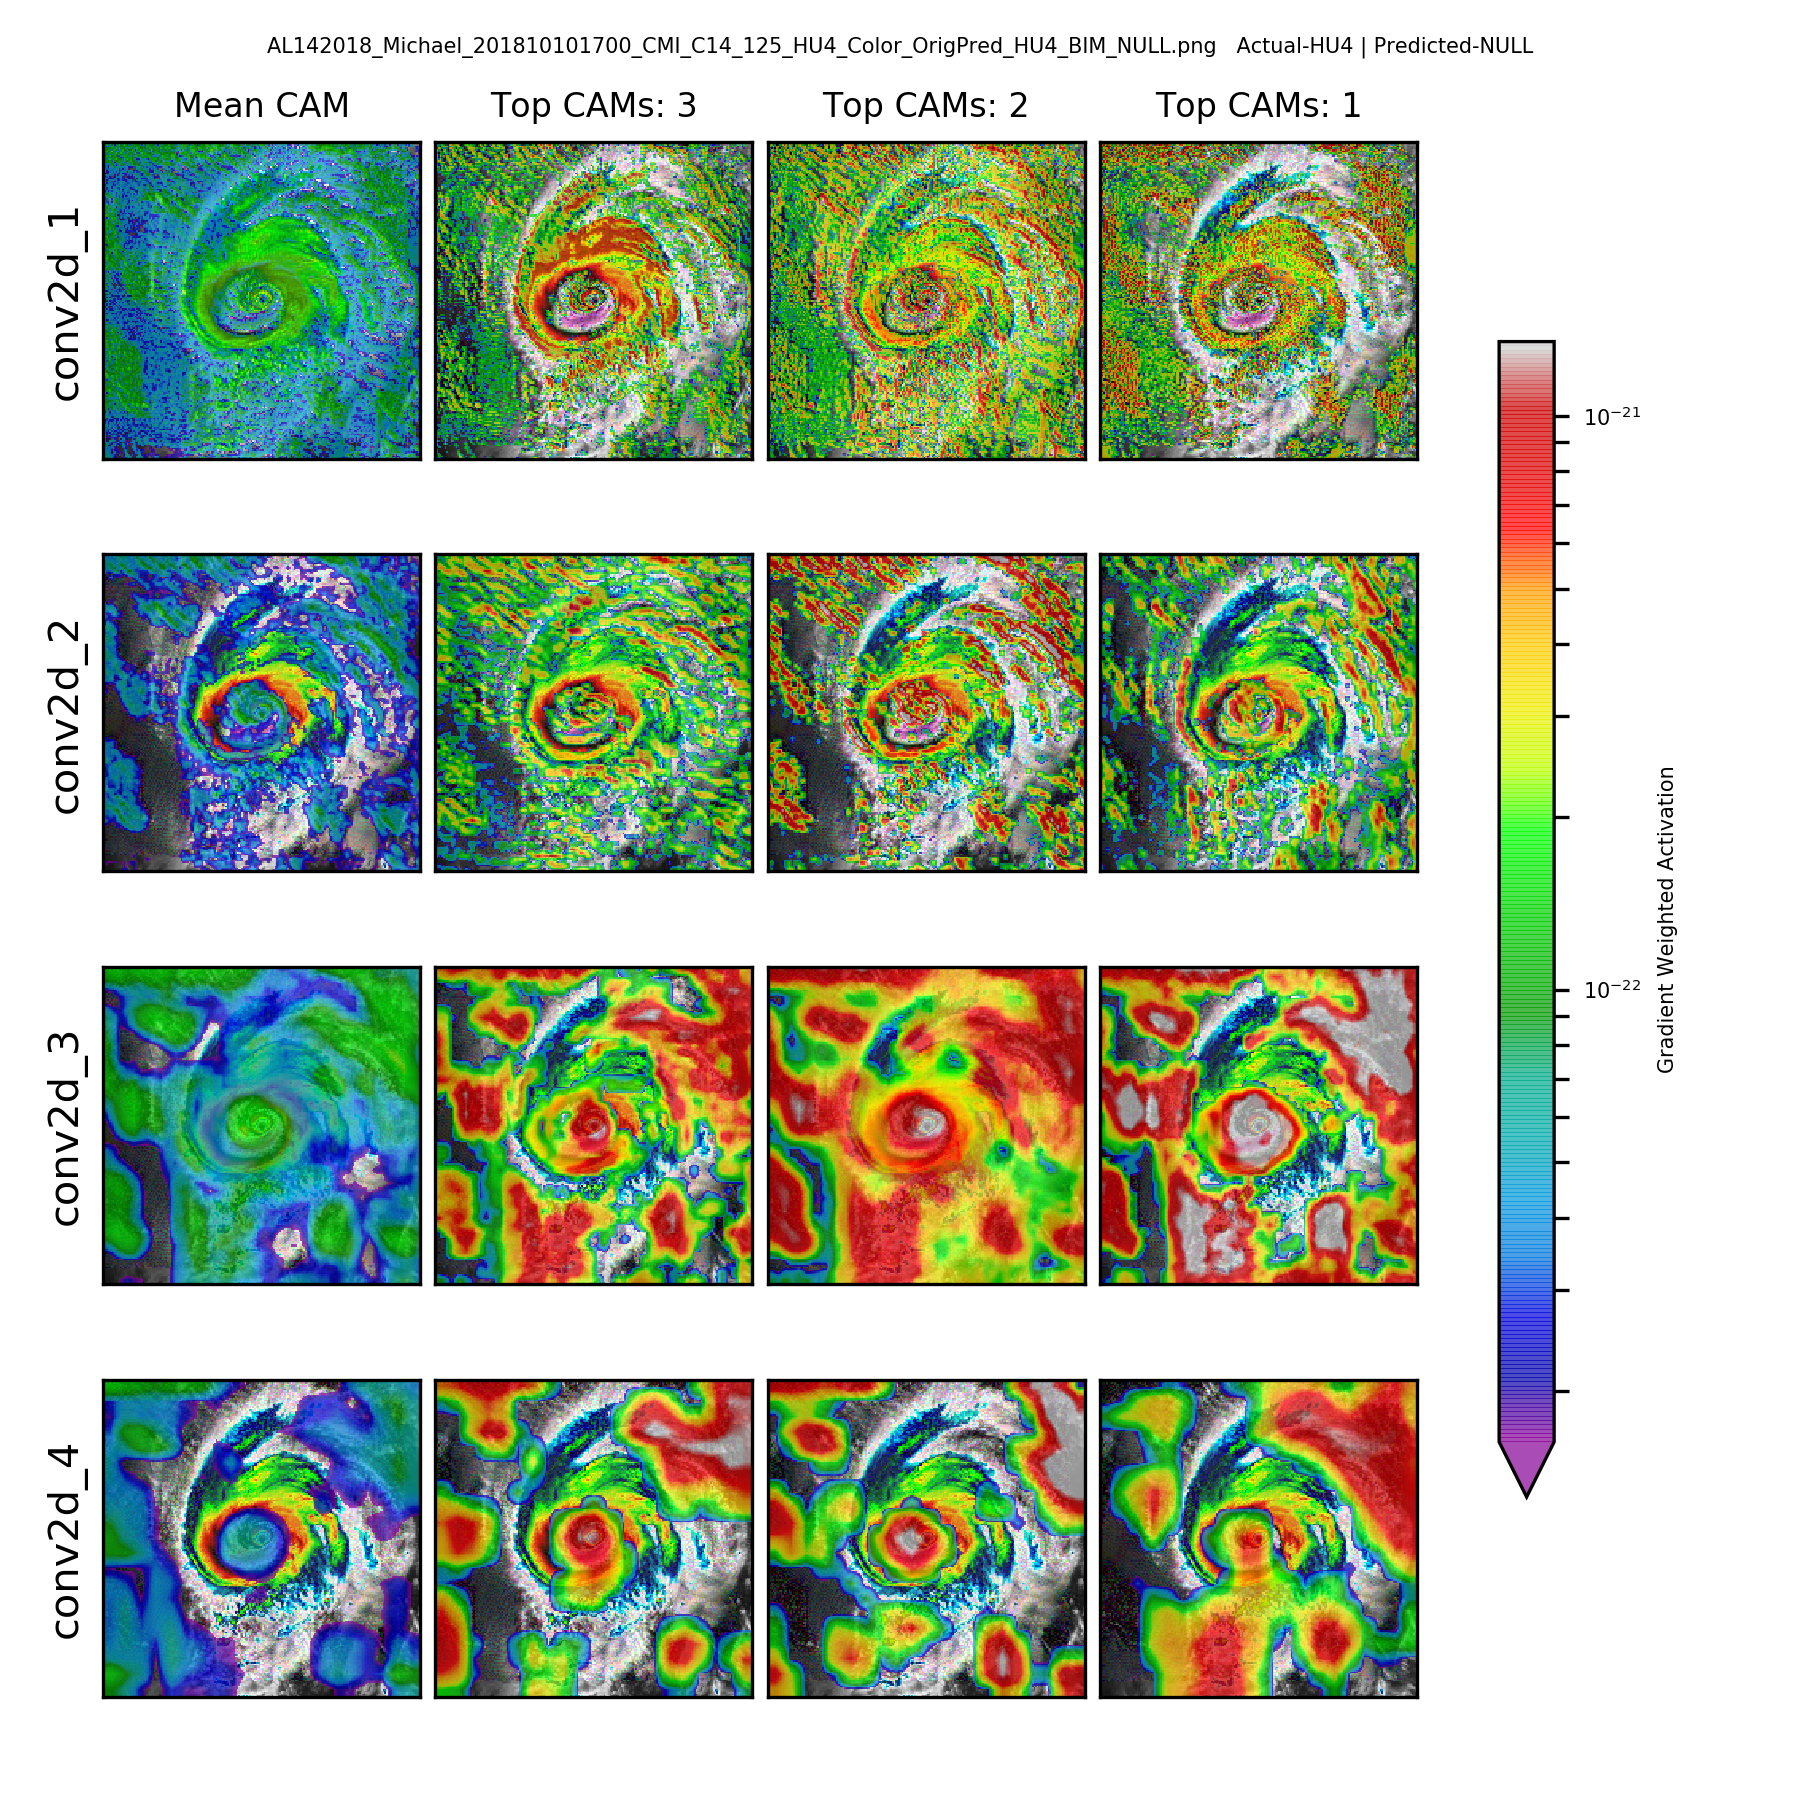 AL142018_Michael_201810101700_CMI_C14_125_HU4_Color_OrigPred_HU4_BIM_NULL.png   Actual-HU4 | Predicted-NULL
Mean CAM
Top CAMs: 3
Top CAMs: 2
Top CAMs: 1
conv2d_1
conv2d_2
conv2d_3
conv2d_4
10⁻²¹
10⁻²²
Gradient Weighted Activation